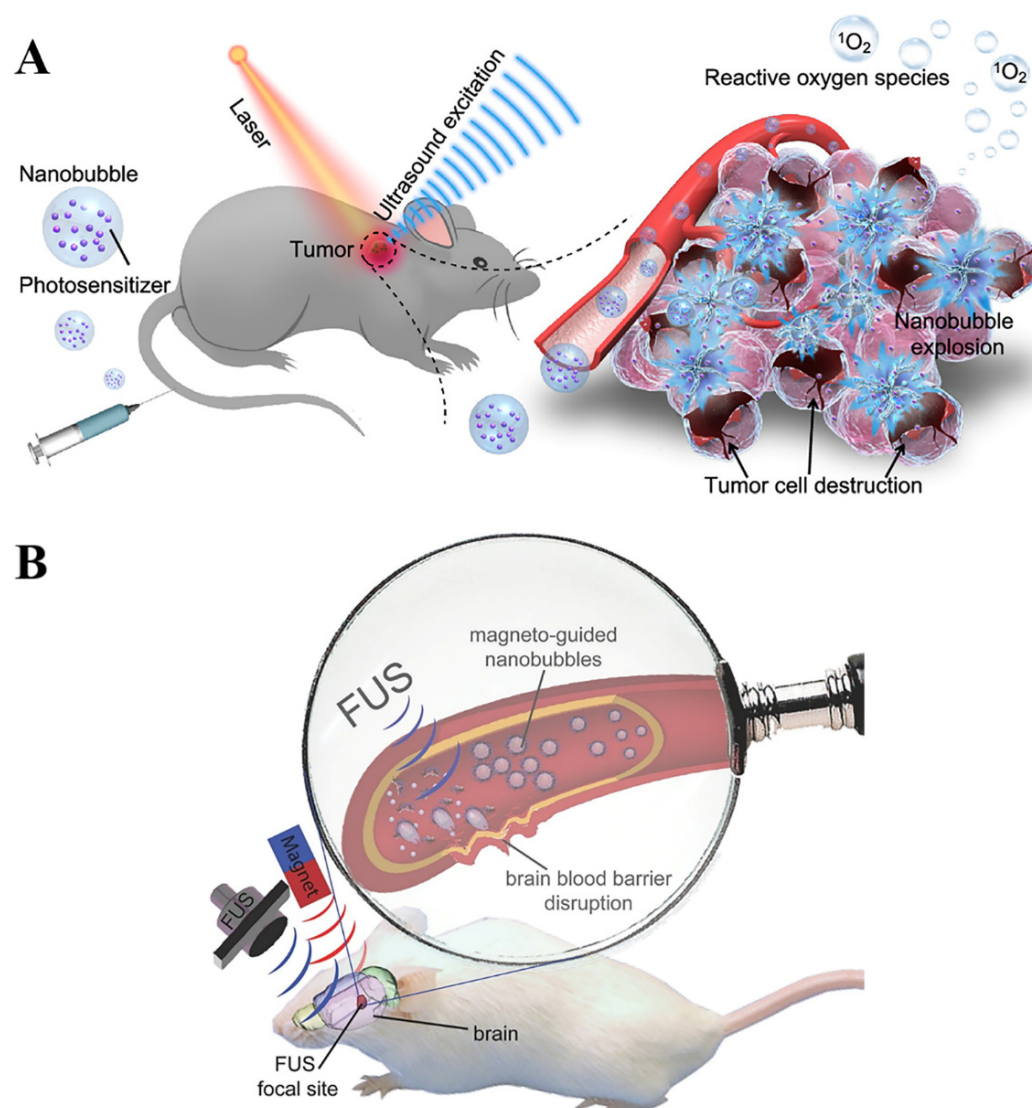 A
Laser
Ultrasound excitation
Nanobubble
Photosensitizer
Tumor
¹O₂
¹O₂
Reactive oxygen species
Nanobubble
explosion
Tumor cell destruction
B
magneto-guided
nanobubbles
FUS
brain blood barrier
disruption
Magnet
FUS
brain
FUS
focal site